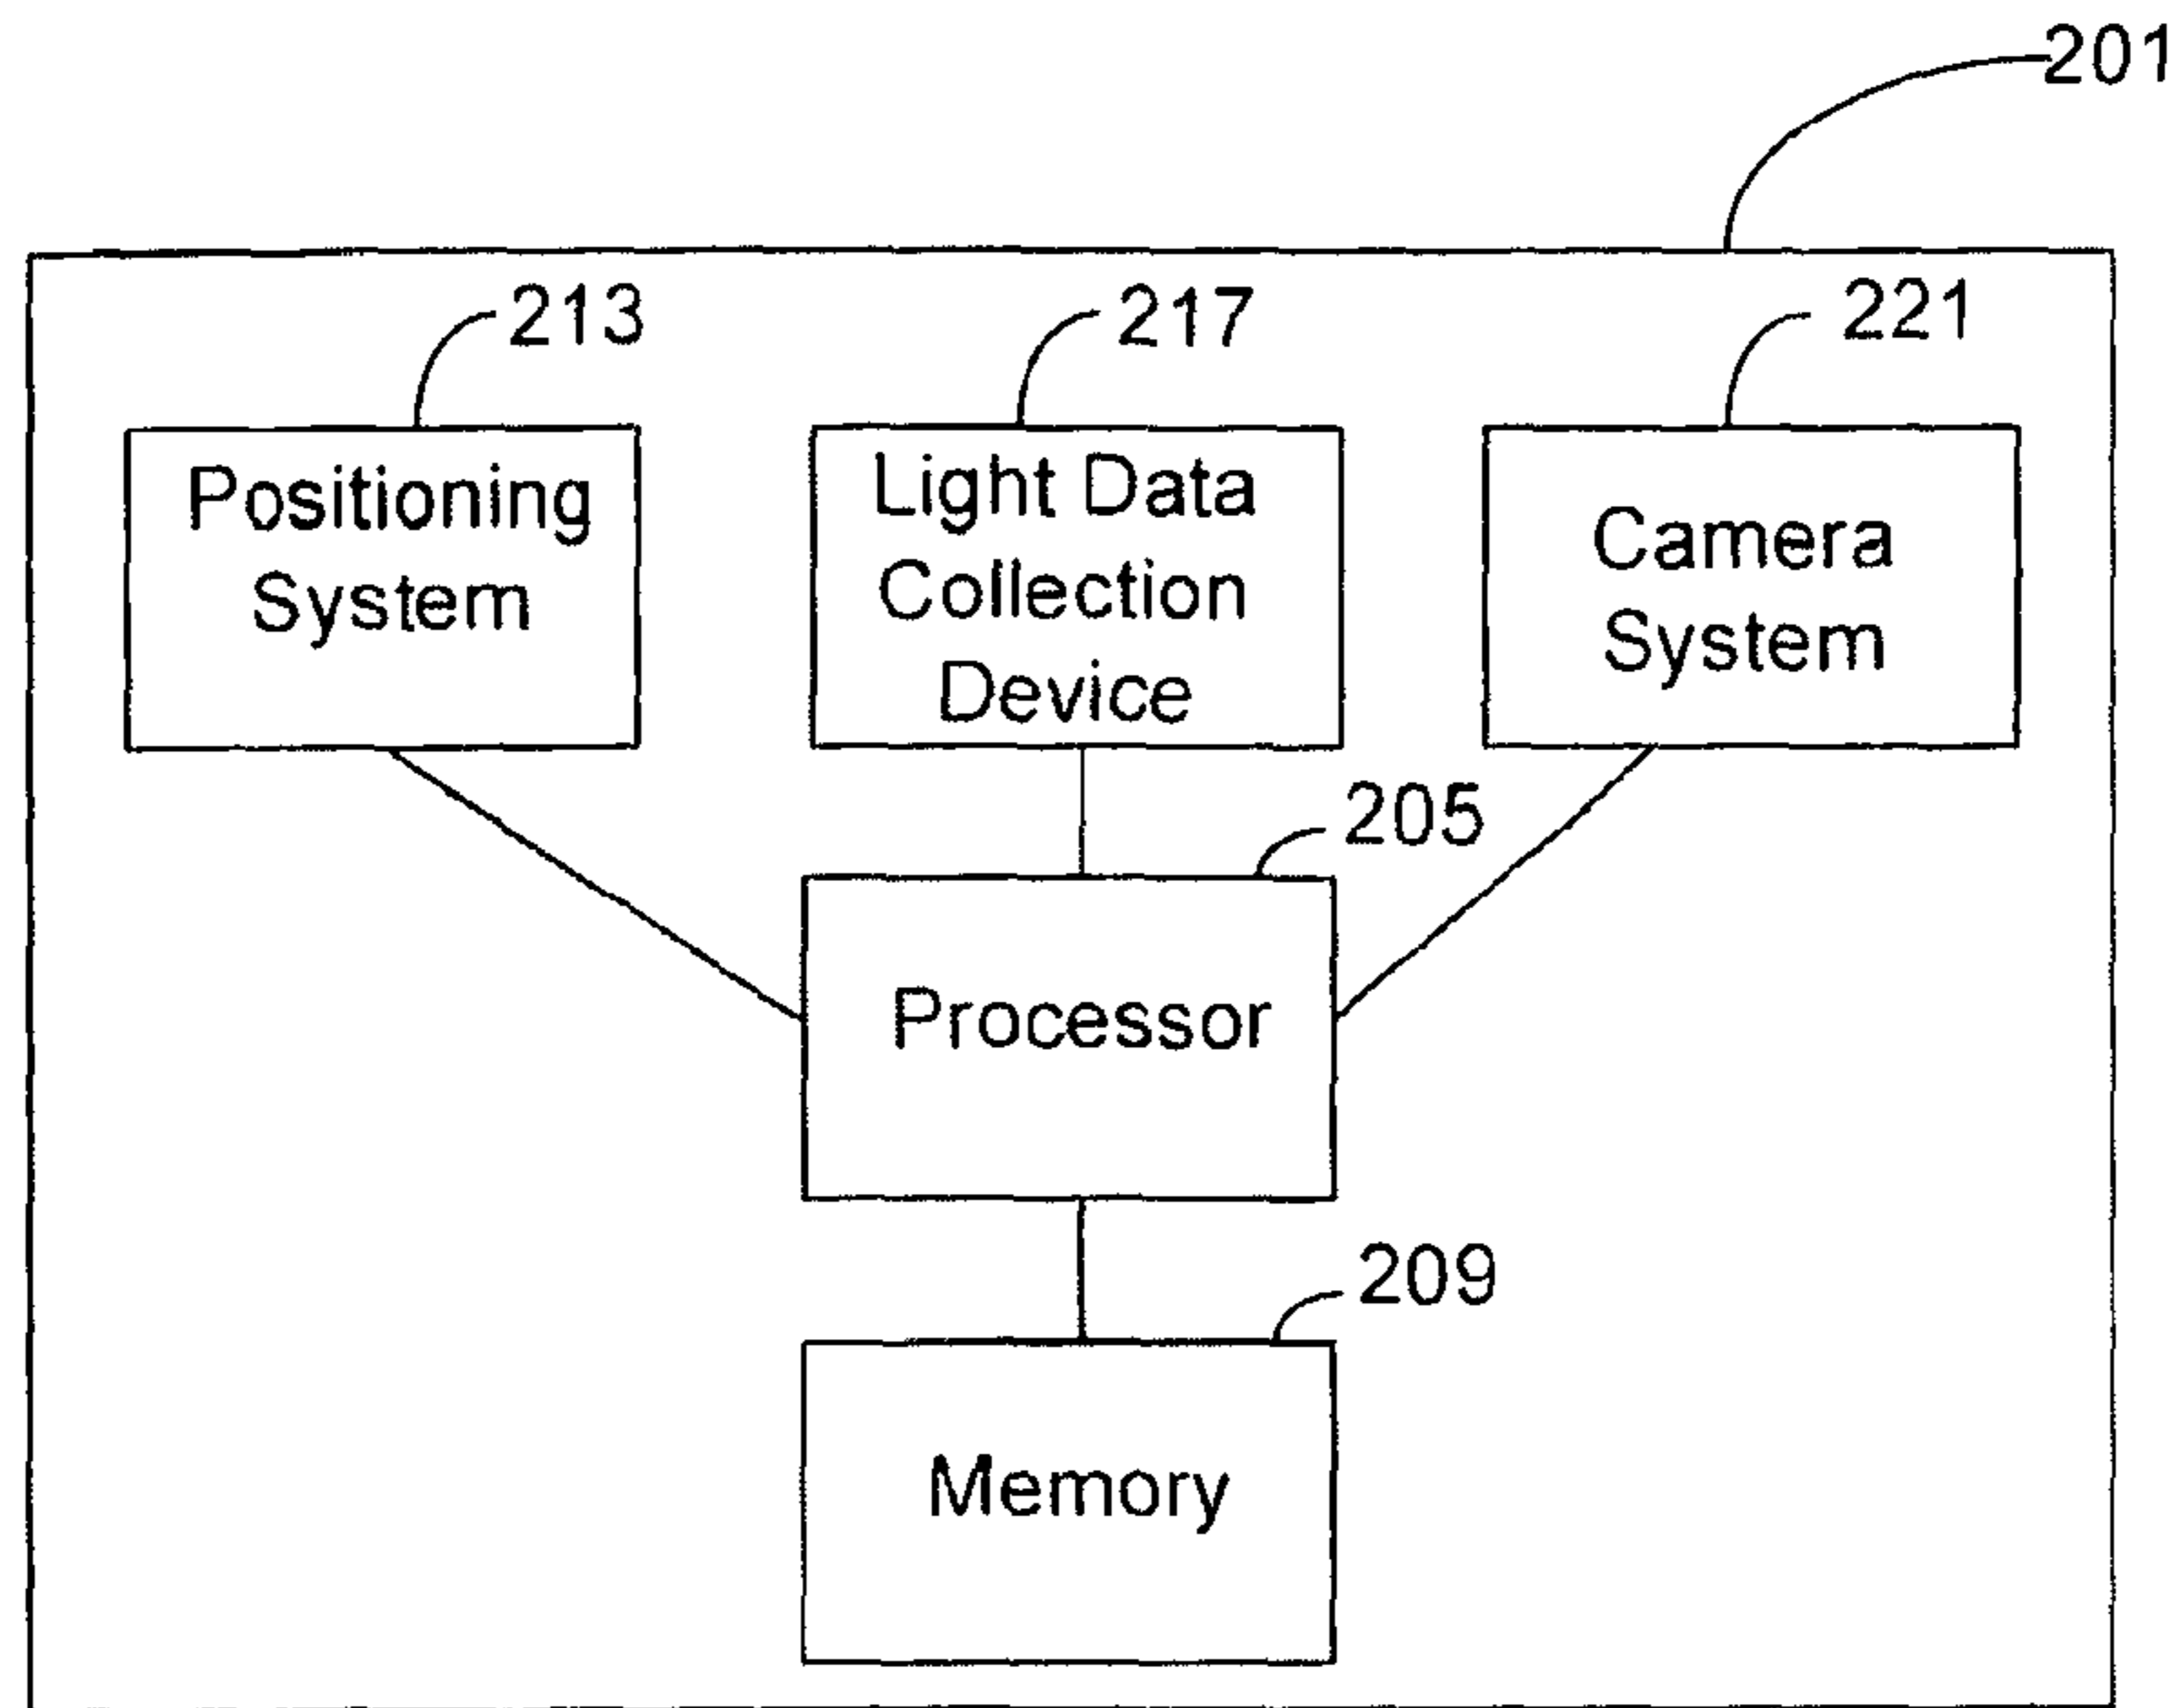 201
213
217
221
Positioning
System
Light Data
Collection
Device
Camera
System
205
Processor
209
Memory